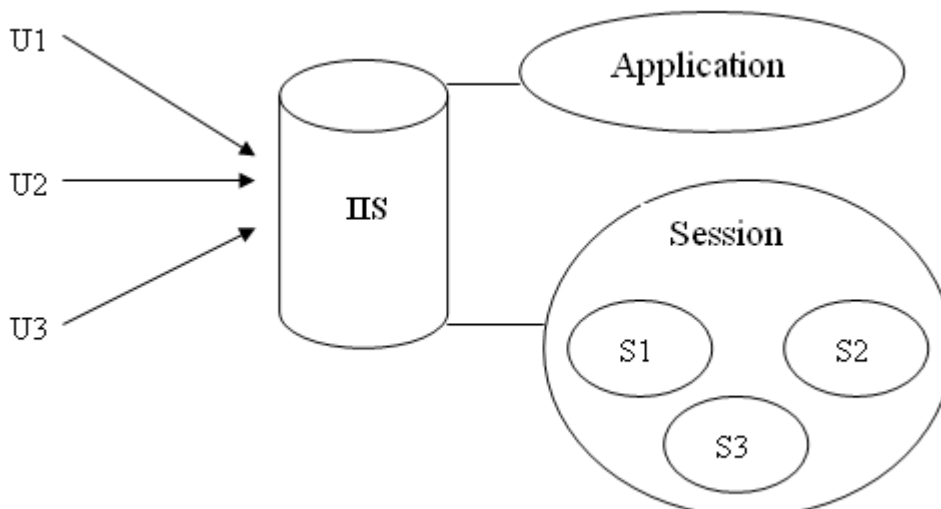 U1
Application
U2
IIS
Session
U3
S1
S2
S3